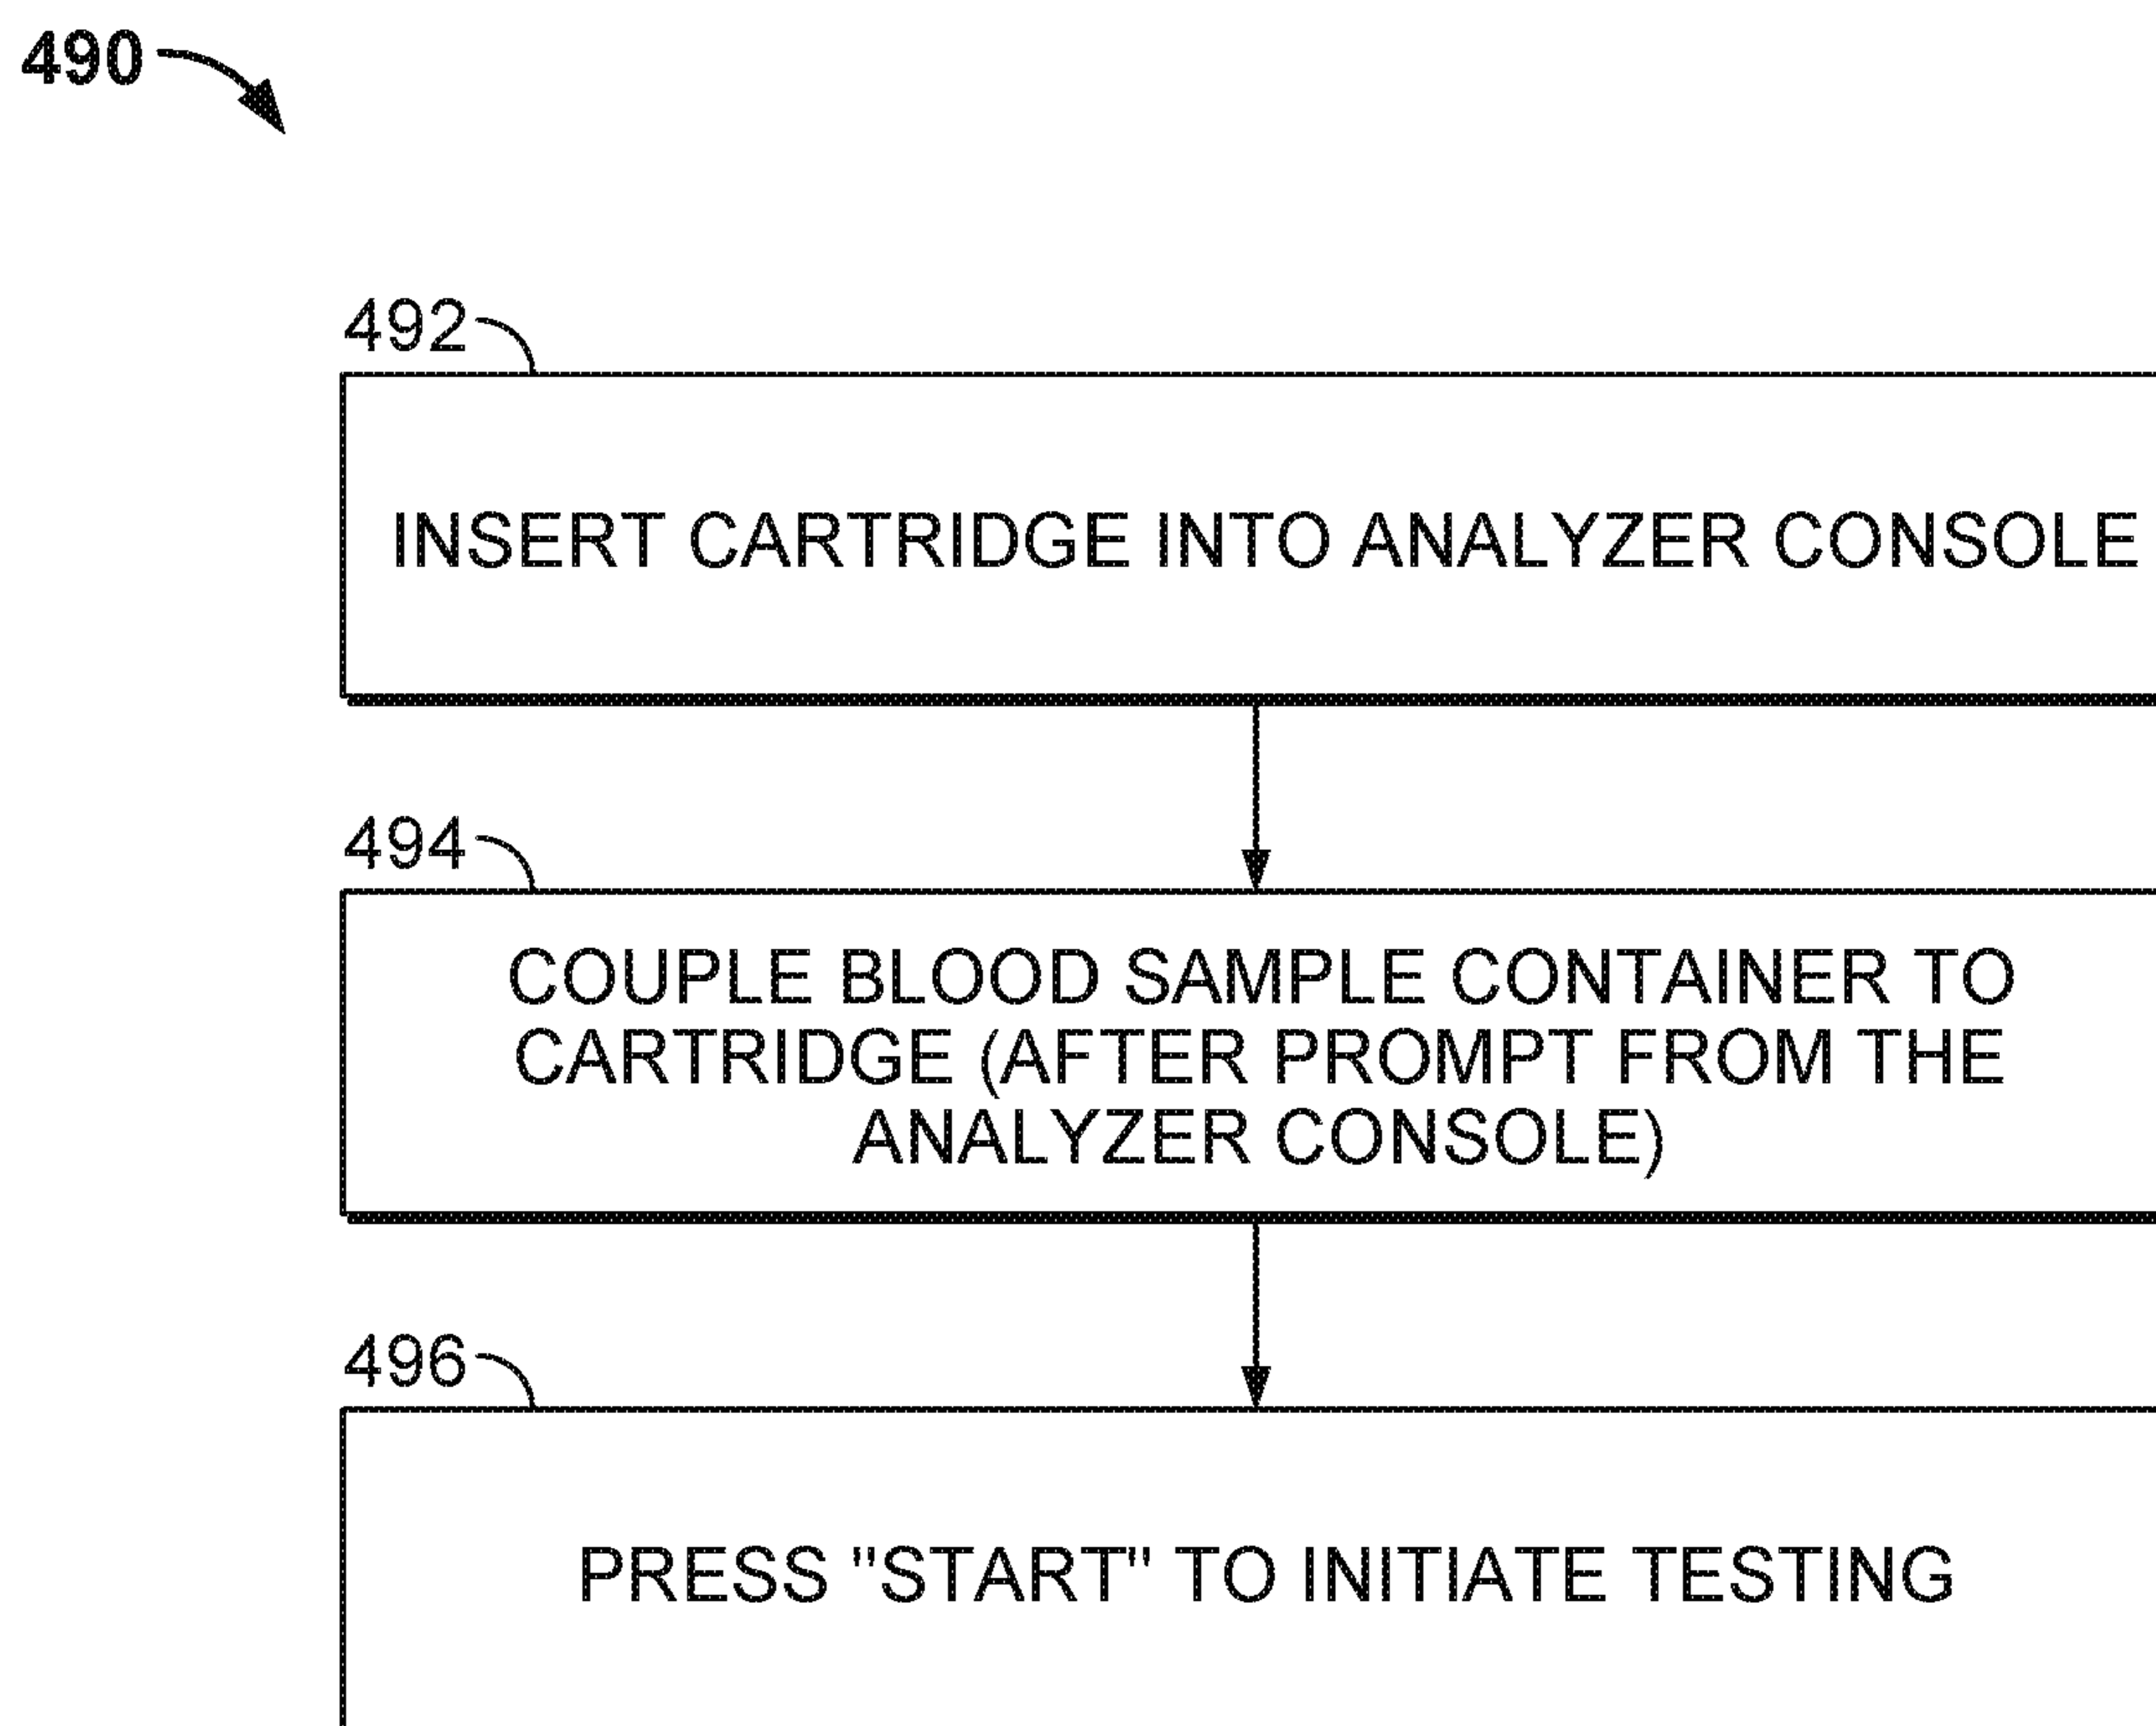 490
492
INSERT CARTRIDGE INTO ANALYZER CONSOLE
494
COUPLE BLOOD SAMPLE CONTAINER TO
CARTRIDGE (AFTER PROMPT FROM THE
ANALYZER CONSOLE)
496
PRESS "START" TO INITIATE TESTING